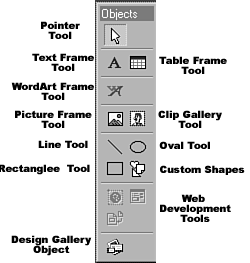 Objects
Pointer
Tool
Text Frame
Tool
Table Frame
Tool
WordArt Frame
Tool
Picture Frame
Tool
Clip Gallery
Tool
Line Tool
Oval Tool
Rectanglee Tool
Custom Shapes
Web
Development
Tools
Design Gallery
Object